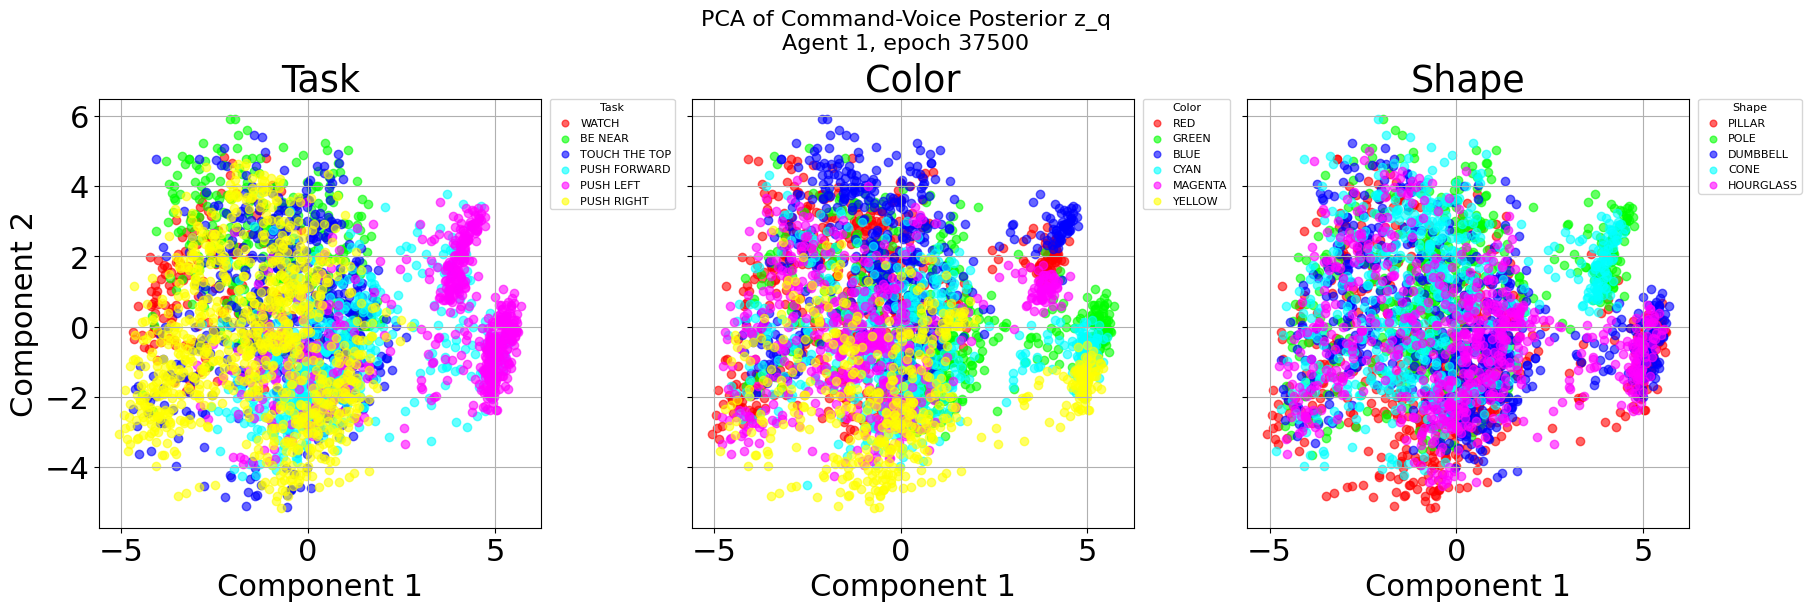 PCA of Command-Voice Posterior z_q
Agent 1, epoch 37500
Task
Color
Shape
Component 2
6
4
2
0
−2
−4
−5
0
5
Component 1
−5
0
5
Component 1
−5
0
5
Component 1
Task
WATCH
BE NEAR
TOUCH THE TOP
PUSH FORWARD
PUSH LEFT
PUSH RIGHT
Color
RED
GREEN
BLUE
CYAN
MAGENTA
YELLOW
Shape
PILLAR
POLE
DUMBBELL
CONE
HOURGLASS